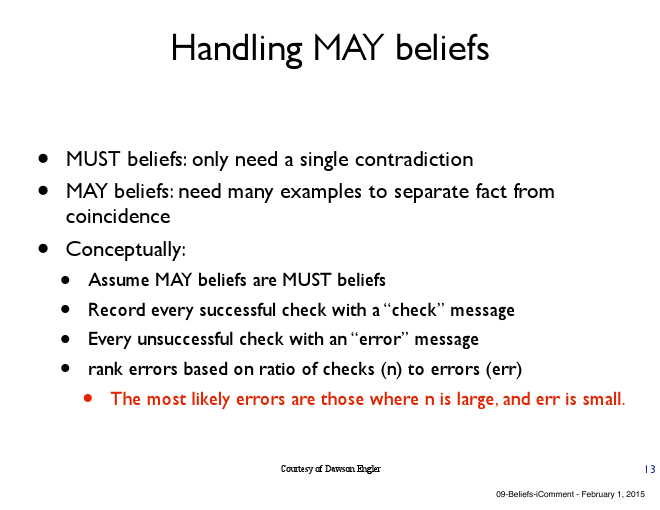 Handling MAY beliefs
• MUST beliefs: only need a single contradiction
• MAY beliefs: need many examples to separate fact from
coincidence
• Conceptually:
• Assume MAY beliefs are MUST beliefs
• Record every successful check with a “check” message
• Every unsuccessful check with an “error” message
• rank errors based on ratio of checks (n) to errors (err)
• The most likely errors are those where n is large, and err is small.
Courtesy of Dawson Engler
13
09-Beliefs-iComment - February 1, 2015